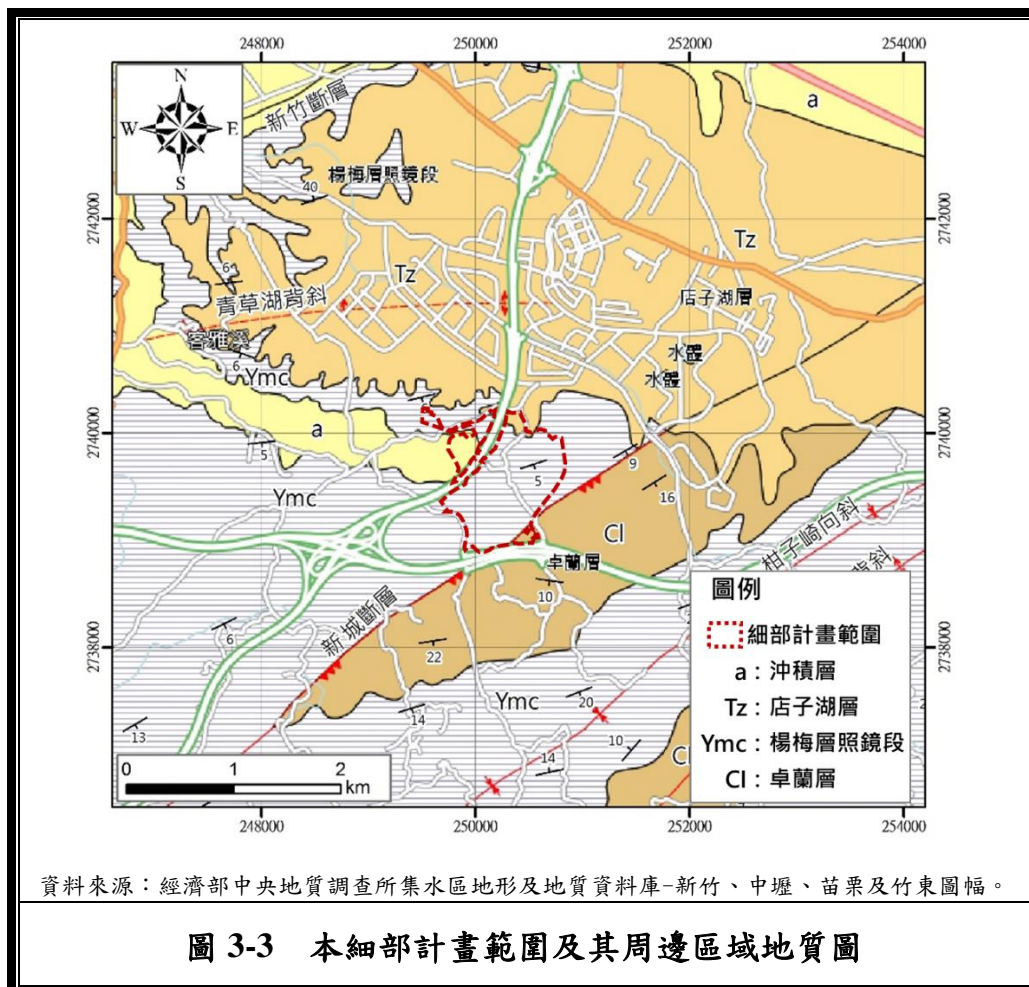 248000
250000
252000
254000
N
W
E
S
新竹斷層
a
40
楊梅層照鏡段
2742000
2742000
Tz
Tz
6
青草湖背斜
店子湖層
客雅溪
6
Ymc
水體
水體
2740000
2740000
a
5
5
9
16
Ymc
Cl
柑子崎向斜
背斜
卓蘭層
10
新城斷層
6
22
2738000
2738000
Ymc
20
14
13
14
10
Cl
圖例
細部計畫範圍
a：沖積層
Tz：店子湖層
Ymc：楊梅層照鏡段
Cl：卓蘭層
0
1
2
km
248000
250000
252000
254000
資料來源：經濟部中央地質調查所集水區地形及地質資料庫-新竹、中壢、苗栗及竹東圖幅。
圖 3-3 本細部計畫範圍及其周邊區域地質圖